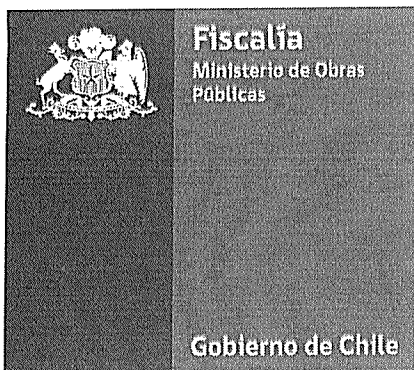 Fiscalía
Ministerio de Obras
Públicas
Gobierno de Chile